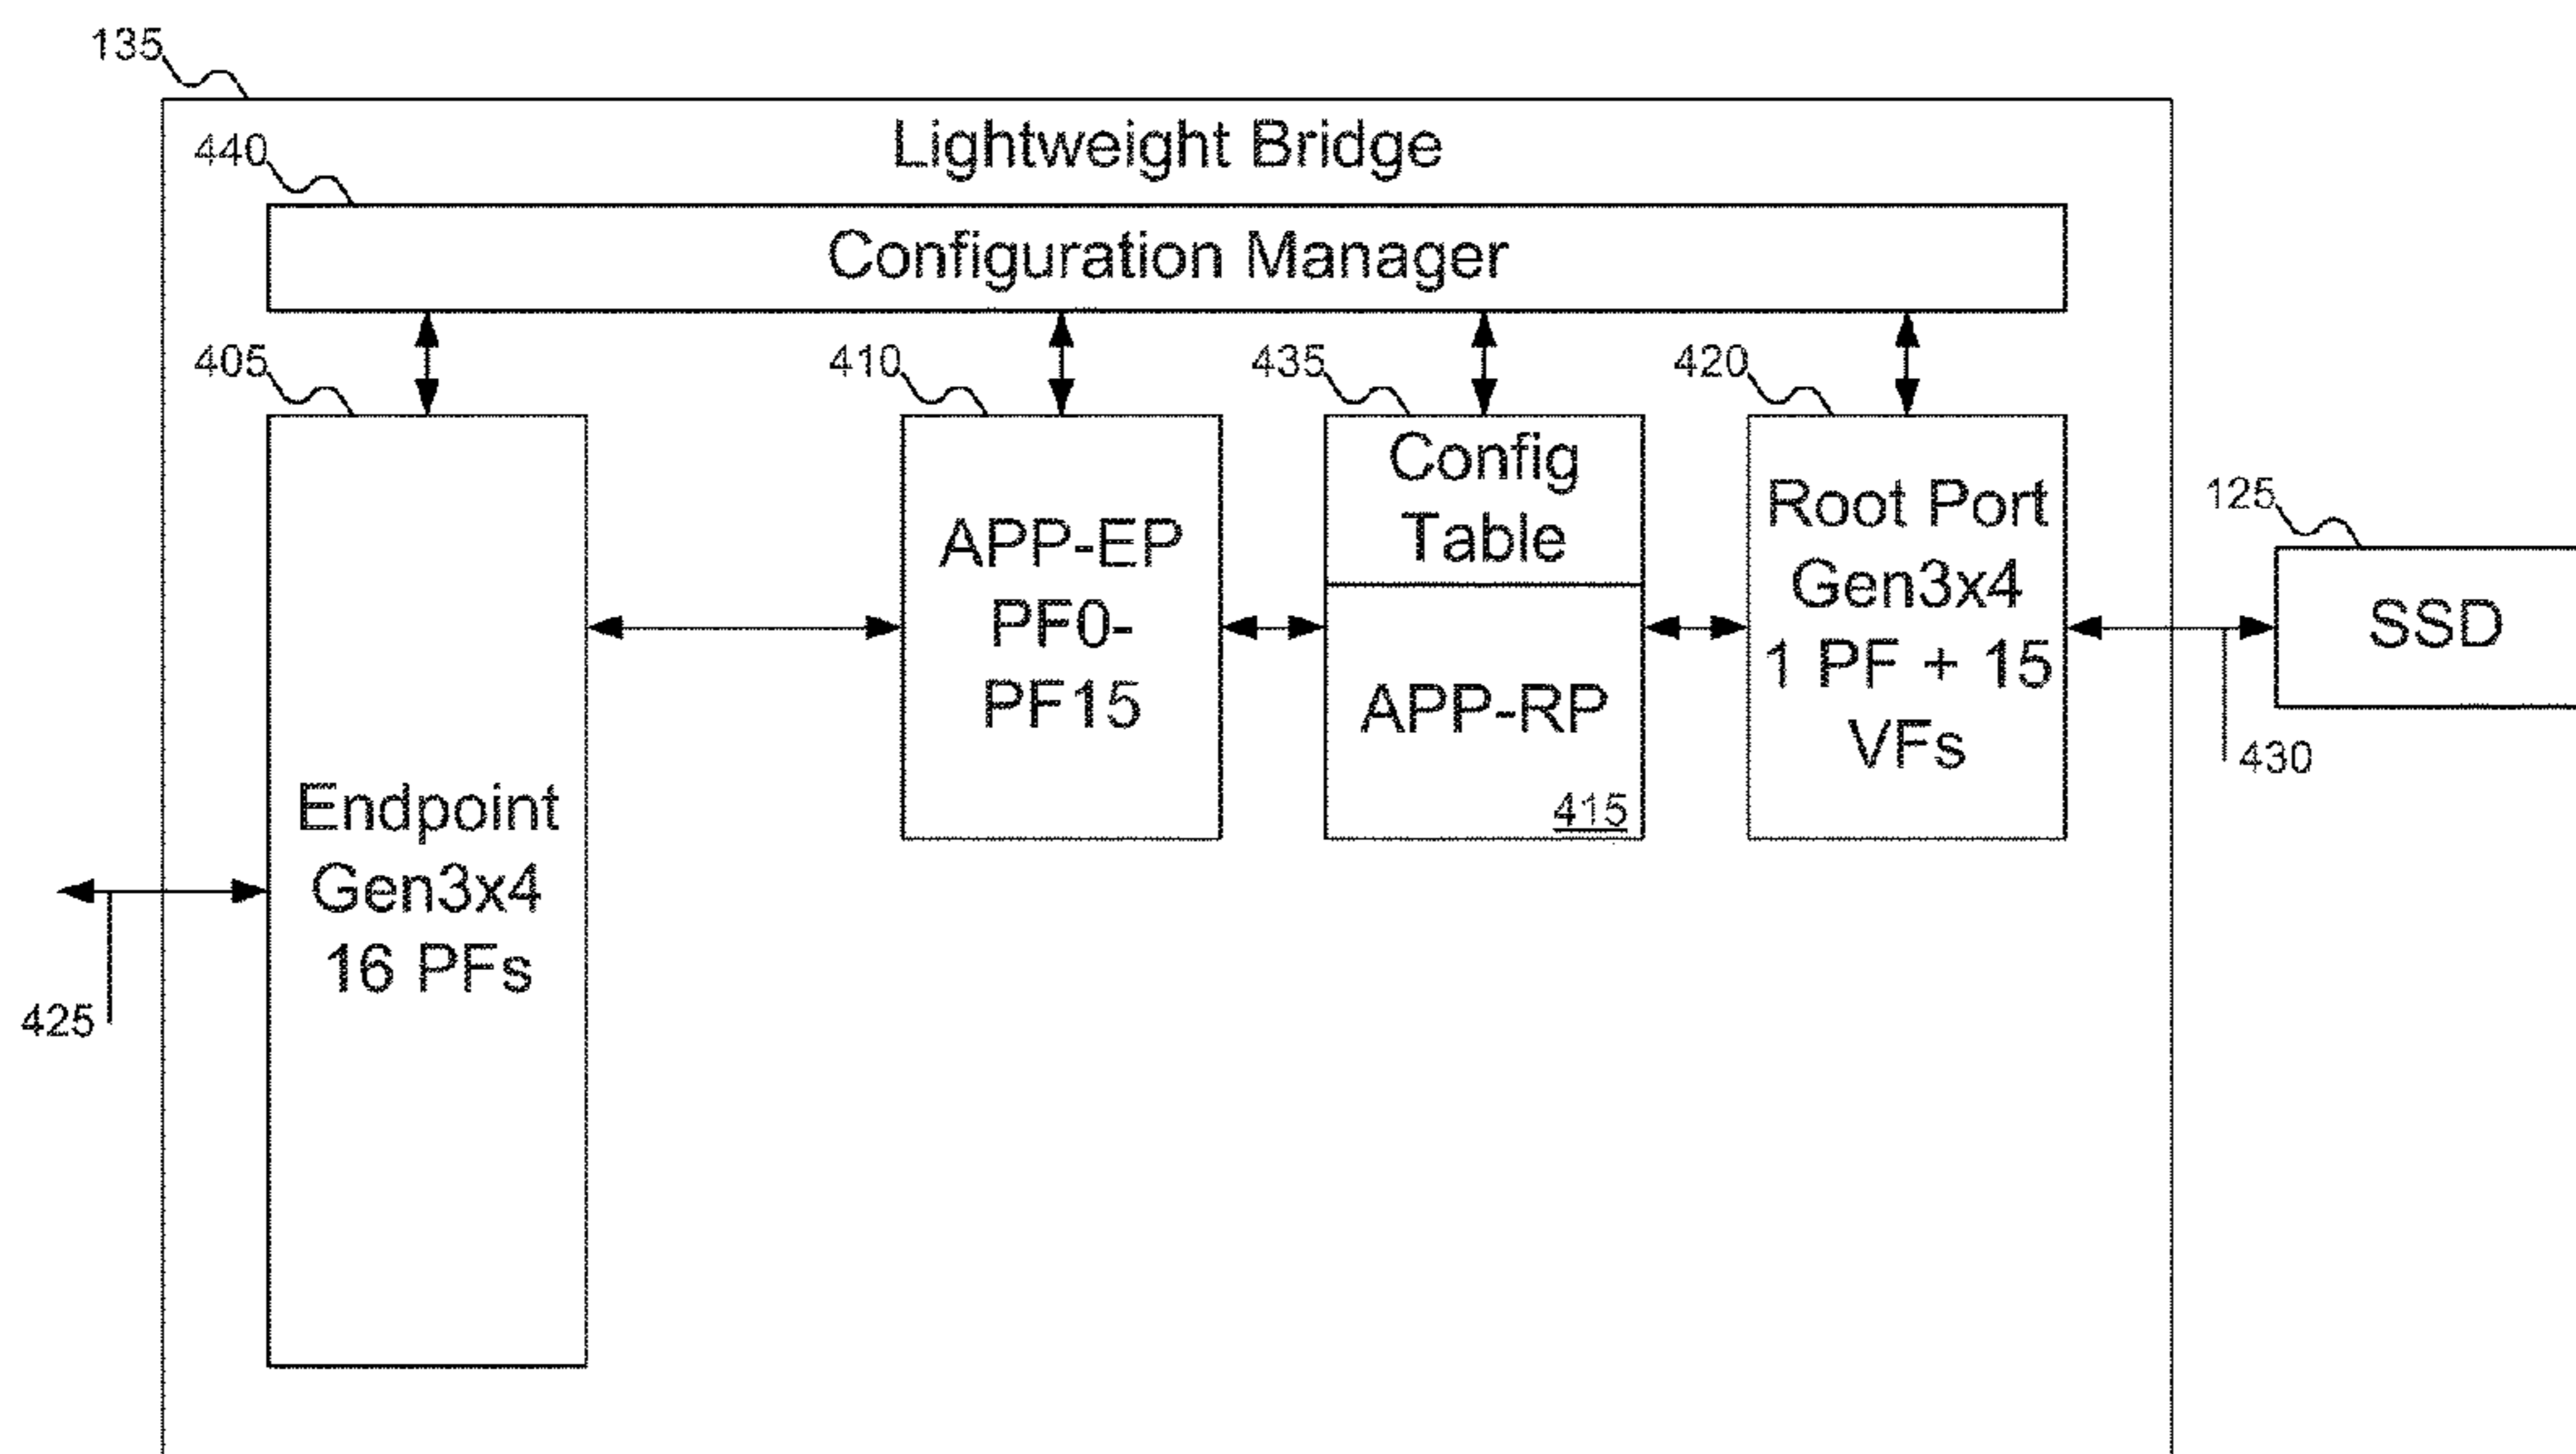 135
Lightweight Bridge
440
Configuration Manager
405
410
435
420
Endpoint
Gen3x4
16 PFs
APP-EP
PF0-
PF15
Config
Table
APP-RP
415
Root Port
Gen3x4
1 PF + 15
VFs
125
SSD
430
425